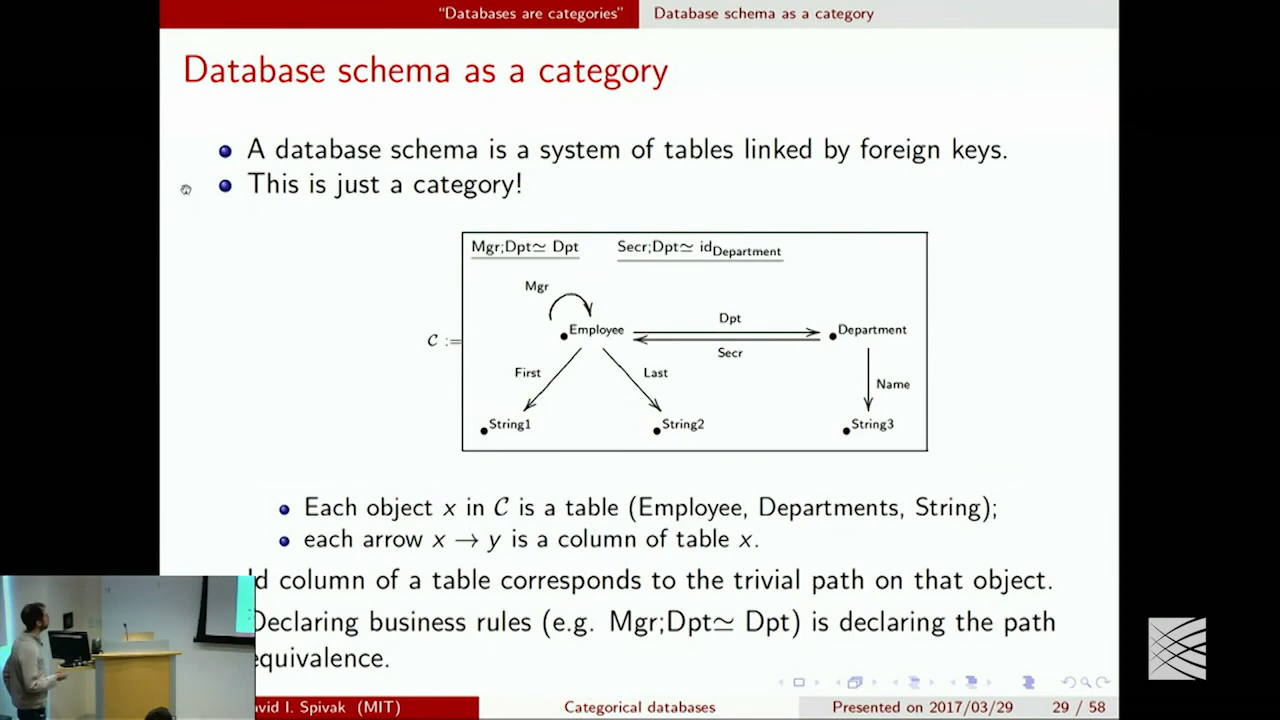 "Databases are categories" Database schema as a category
Database schema as a category
A database schema is a system of tables linked by foreign keys.
This is just a category!
Mgr;Dpt≃ Dpt Secr;Dpt≃ id_Department
Mgr
Dpt
Employee Department
𝒞 :=
Secr
First Last
Name
String1 String2 String3
Each object x in 𝒞 is a table (Employee, Departments, String);
each arrow x → y is a column of table x.
Id column of a table corresponds to the trivial path on that object.
Declaring business rules (e.g. Mgr;Dpt≃ Dpt) is declaring the path
equivalence.
avid I. Spivak (MIT) Categorical databases Presented on 2017/03/29 29 / 58